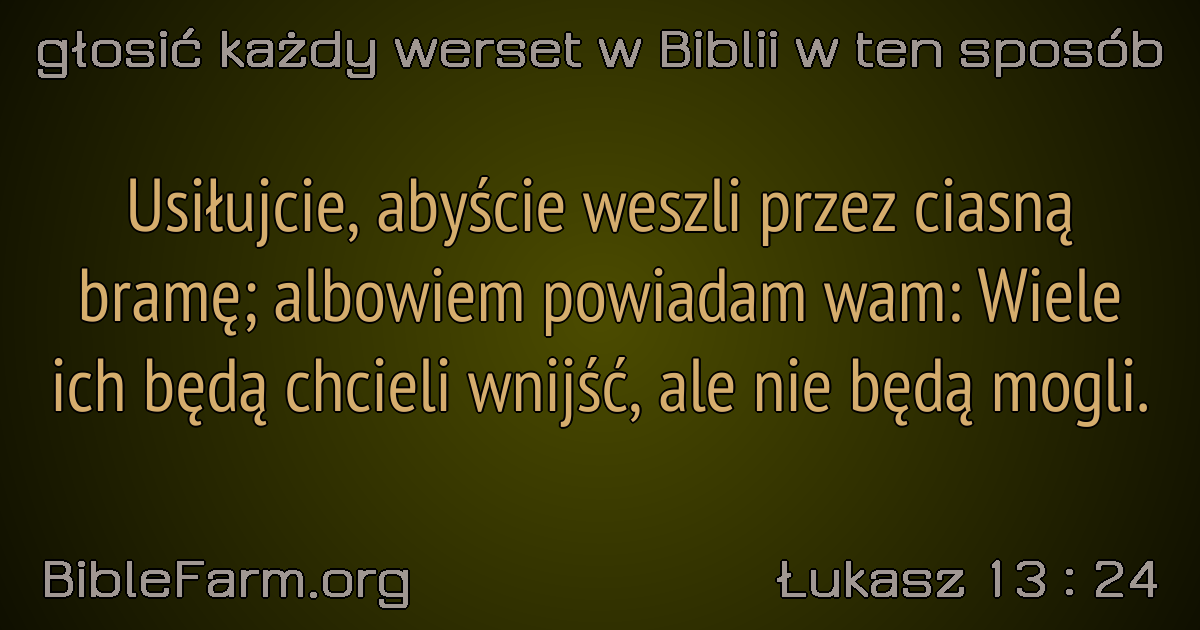 głosić każdy werset w Biblii w ten sposób
Usiłujcie, abyście weszli przez ciasną
bramę; albowiem powiadam wam: Wiele
ich będą chcieli wnijść, ale nie będą mogli.
BibleFarm.org
Łukasz 13 : 24